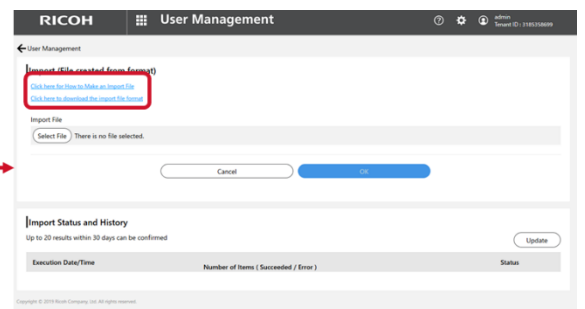 RICOH
User Management
admin
Tenant ID : 3185358699
User Management
Import (File created from format)
Click here for How to Make an Import File
Click here to download the import file format
Import File
Select File There is no file selected.
Cancel
OK
Import Status and History
Up to 20 results within 30 days can be confirmed
Update
Execution Date/Time
Number of Items ( Succeeded / Error )
Status
Copyright © 2019 Ricoh Company, Ltd. All rights reserved.